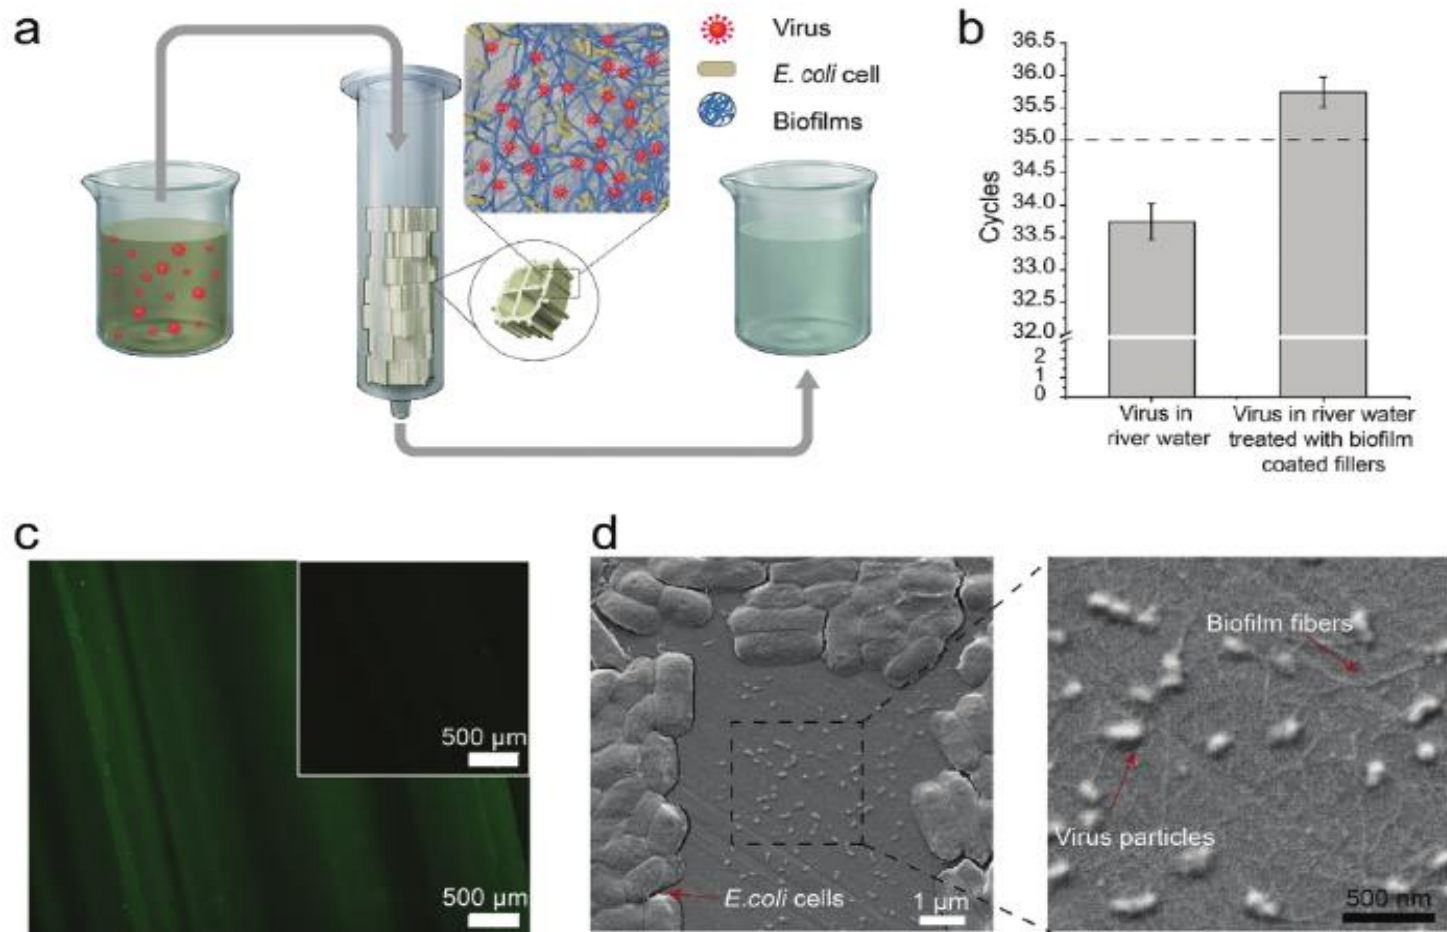 a
Virus
E. coli cell
Biofilms
b
36.5
36.0
35.5
35.0
34.5
34.0
33.5
33.0
32.5
32.0
2
1
0
Cycles
Virus in
river water
Virus in river water
treated with biofilm
coated fillers
c
500 µm
500 µm
d
E.coli cells
1 µm
Biofilm fibers
Virus particles
500 nm